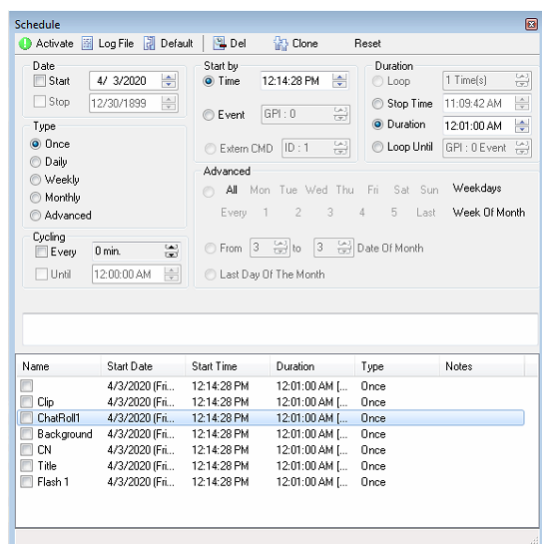 Schedule
Activate Log File Default Del Clone Reset
Date Start by Duration
Start 4/ 3/2020 Time 12:14:28 PM Loop 1 Time(s)
Stop 12/30/1899 Event GPI : 0 Stop Time 11:09:42 AM
Type Duration 12:01:00 AM
Once Extern CMD ID : 1 Loop Until GPI : 0 Event
Daily Advanced
Weekly All Mon Tue Wed Thu Fri Sat Sun Weekdays
Monthly
Advanced Every 1 2 3 4 5 Last Week Of Month
Cycling
Every 0 min. From 3 to 3 Date Of Month
Until 12:00:00 AM Last Day Of The Month
Name Start Date Start Time Duration Type Notes
4/3/2020 (Fri... 12:14:28 PM 12:01:00 AM [... Once
Clip 4/3/2020 (Fri... 12:14:28 PM 12:01:00 AM [... Once
ChatRoll1 4/3/2020 (Fri... 12:14:28 PM 12:01:00 AM [... Once
Background 4/3/2020 (Fri... 12:14:28 PM 12:01:00 AM [... Once
CN 4/3/2020 (Fri... 12:14:28 PM 12:01:00 AM [... Once
Title 4/3/2020 (Fri... 12:14:28 PM 12:01:00 AM [... Once
Flash 1 4/3/2020 (Fri... 12:14:28 PM 12:01:00 AM [... Once